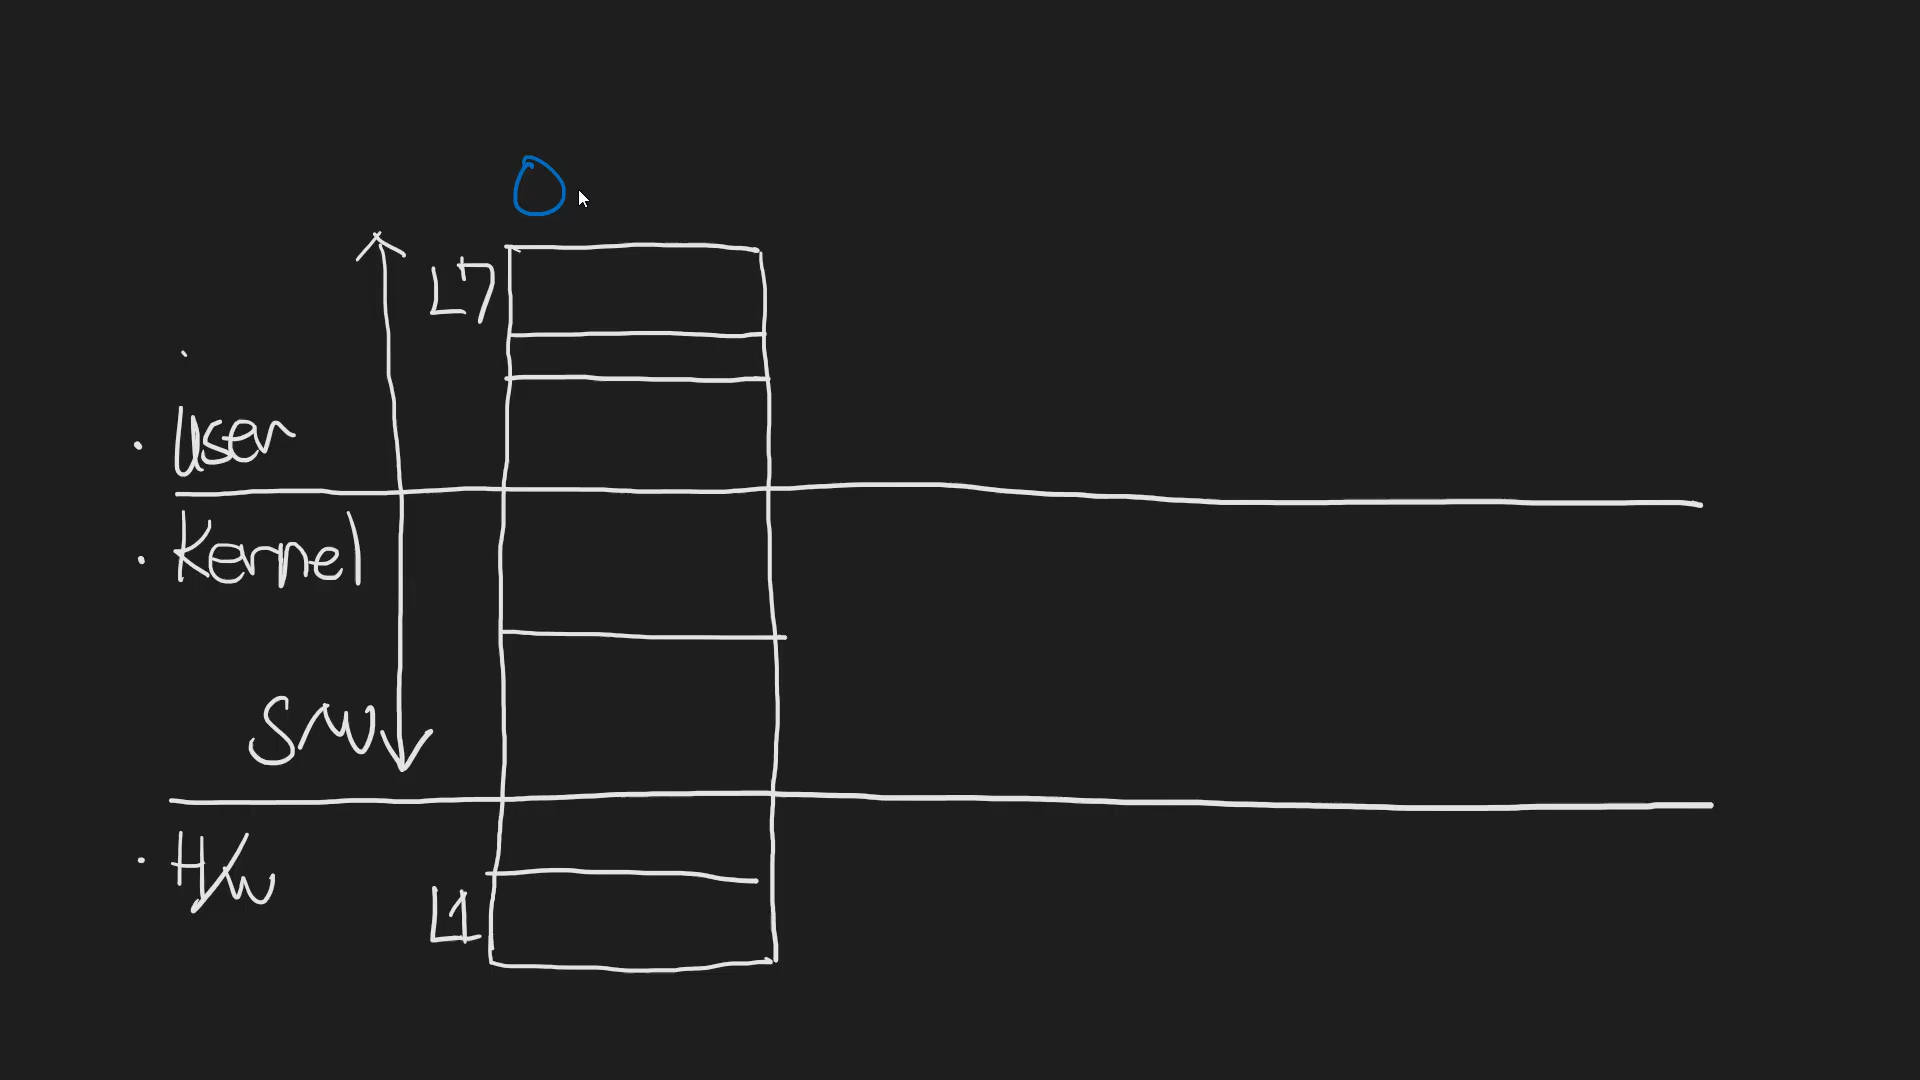 O
L7
· User
· Kernel
S/W
· H/W
L1